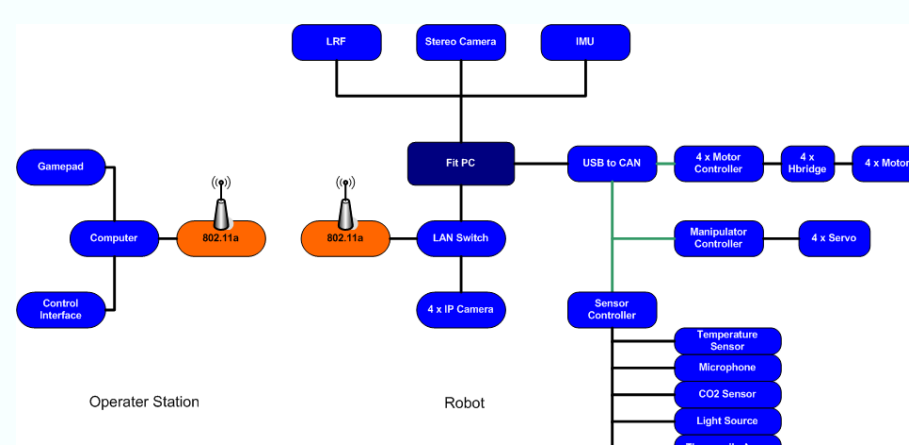 LRF
Stereo Camera
IMU
Gamepad
Fit PC
USB to CAN
4 x Motor
Controller
4 x
Hbridge
4 x Motor
Computer
802.11a
802.11a
LAN Switch
Manipulator
Controller
4 x Servo
Control
Interface
4 x IP Camera
Sensor
Controller
Temperature
Sensor
Microphone
CO2 Sensor
Light Source
Operater Station
Robot